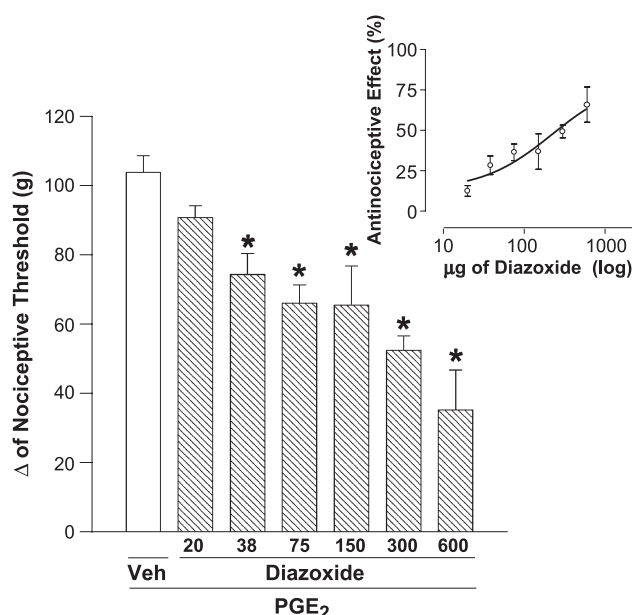 Δ of Nociceptive Threshold (g)
120
100
80
60
40
20
0
* * * * *
20 38 75 150 300 600
Veh Diazoxide
PGE₂
Antinociceptive Effect (%)
100
75
50
25
0
10 100 1000
µg of Diazoxide (log)